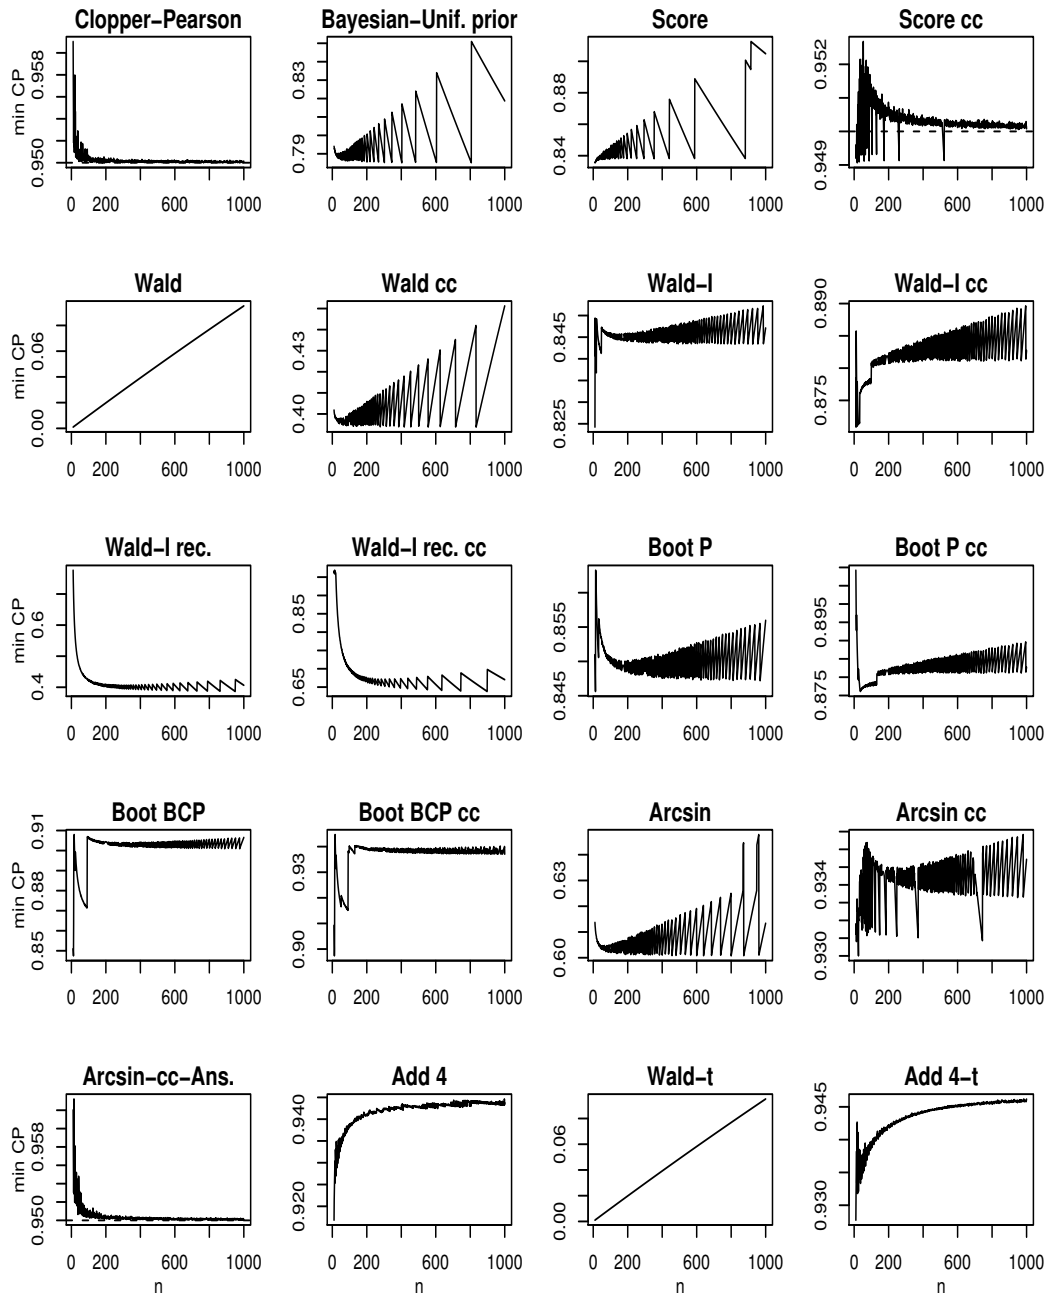 Clopper−Pearson
Bayesian−Unif. prior
Score
Score cc
min CP
0.950 0.958
0.79 0.83
0.84 0.88
0.949 0.952
0 200 600 1000
0 200 600 1000
0 200 600 1000
0 200 600 1000
Wald
Wald cc
Wald−I
Wald−I cc
min CP
0.00 0.06
0.40 0.43
0.825 0.845
0.875 0.890
0 200 600 1000
0 200 600 1000
0 200 600 1000
0 200 600 1000
Wald−I rec.
Wald−I rec. cc
Boot P
Boot P cc
min CP
0.4 0.6
0.65 0.85
0.845 0.855
0.875 0.895
0 200 600 1000
0 200 600 1000
0 200 600 1000
0 200 600 1000
Boot BCP
Boot BCP cc
Arcsin
Arcsin cc
min CP
0.85 0.88 0.91
0.90 0.93
0.60 0.63
0.930 0.934
0 200 600 1000
0 200 600 1000
0 200 600 1000
0 200 600 1000
Arcsin−cc−Ans.
Add 4
Wald−t
Add 4−t
min CP
0.950 0.958
0.920 0.940
0.00 0.06
0.930 0.945
0 200 600 1000
0 200 600 1000
0 200 600 1000
0 200 600 1000
n
n
n
n